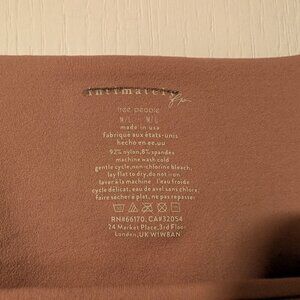 intimately
free people
M/L - M/L
made in usa
fabrique aux états-unis
hecho en ee.uu
92% nylon, 8% spandex
machine wash cold
gentle cycle, non-chlorine bleach,
lay flat to dry, do not iron
laver à la machine à l'eau froide
cycle délicat, eau de javel sans chlore,
faire sécher à plat, ne pas repasser
RN#66170, CA#32054
24 Market Place, 3rd Floor
London, UK W1W8AN